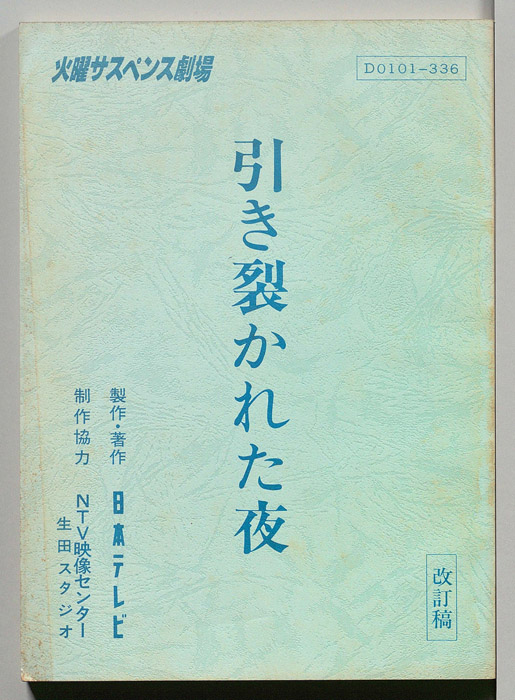 火曜サスペンス劇場
D0101-336
引き裂かれた夜
製作・著作 日本テレビ
制作協力 NTV映像センター
生田スタジオ
改訂稿